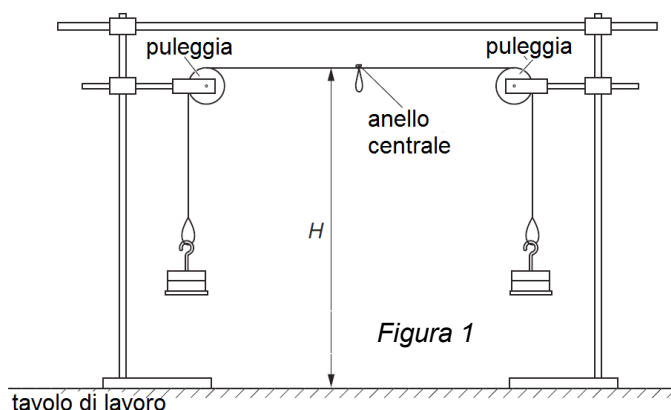 puleggia
puleggia
anello
centrale
H
Figura 1
tavolo di lavoro